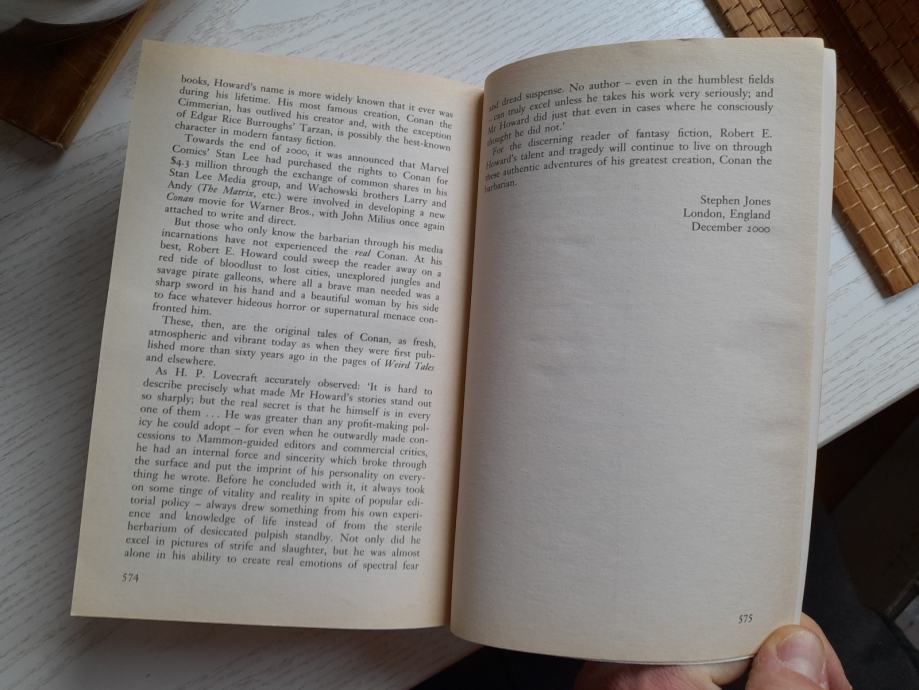 books, Howard's name is more widely known that it ever was
during his lifetime. His most famous creation, Conan the
Cimmerian, has outlived his creator and, with the exception
of Edgar Rice Burroughs' Tarzan, is possibly the best-known
character in modern fantasy fiction.
Towards the end of 2000, it was announced that Marvel
Comics' Stan Lee had purchased the rights to Conan for
$4.3 million through the exchange of common shares in his
Stan Lee Media group, and Wachowski brothers Larry and
Andy (The Matrix, etc.) were involved in developing a new
Conan movie for Warner Bros., with John Milius once again
attached to write and direct.
But those who only know the barbarian through his media
incarnations have not experienced the real Conan. At his
best, Robert E. Howard could sweep the reader away on a
red tide of bloodlust to lost cities, unexplored jungles and
savage pirate galleons, where all a brave man needed was a
sharp sword in his hand and a beautiful woman by his side
to face whatever hideous horror or supernatural menace con-
fronted him.
These, then, are the original tales of Conan, as fresh,
atmospheric and vibrant today as when they were first pub-
lished more than sixty years ago in the pages of Weird Tales
and elsewhere.
As H. P. Lovecraft accurately observed: 'It is hard to
describe precisely what made Mr Howard's stories stand out
so sharply; but the real secret is that he himself is in every
one of them . . . He was greater than any profit-making pol-
icy he could adopt – for even when he outwardly made con-
cessions to Mammon-guided editors and commercial critics,
he had an internal force and sincerity which broke through
the surface and put the imprint of his personality on every-
thing he wrote. Before he concluded with it, it always took
on some tinge of vitality and reality in spite of popular edi-
torial policy – always drew something from his own experi-
ence and knowledge of life instead of from the sterile
herbarium of desiccated pulpish standby. Not only did he
excel in pictures of strife and slaughter, but he was almost
alone in his ability to create real emotions of spectral fear
574
and dread suspense. No author – even in the humblest fields
– can truly excel unless he takes his work very seriously; and
Mr Howard did just that even in cases where he consciously
thought he did not.'
For the discerning reader of fantasy fiction, Robert E.
Howard's talent and tragedy will continue to live on through
these authentic adventures of his greatest creation, Conan the
barbarian.
Stephen Jones
London, England
December 2000
575